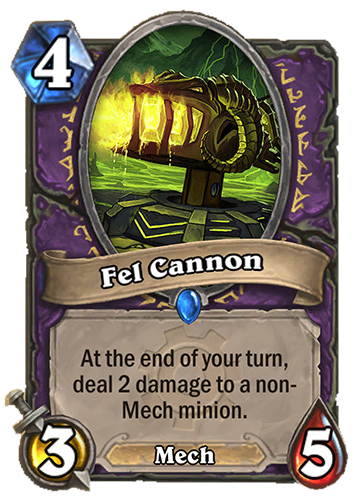 4
Fel Cannon
At the end of your turn,
deal 2 damage to a non-
Mech minion.
3
Mech
5